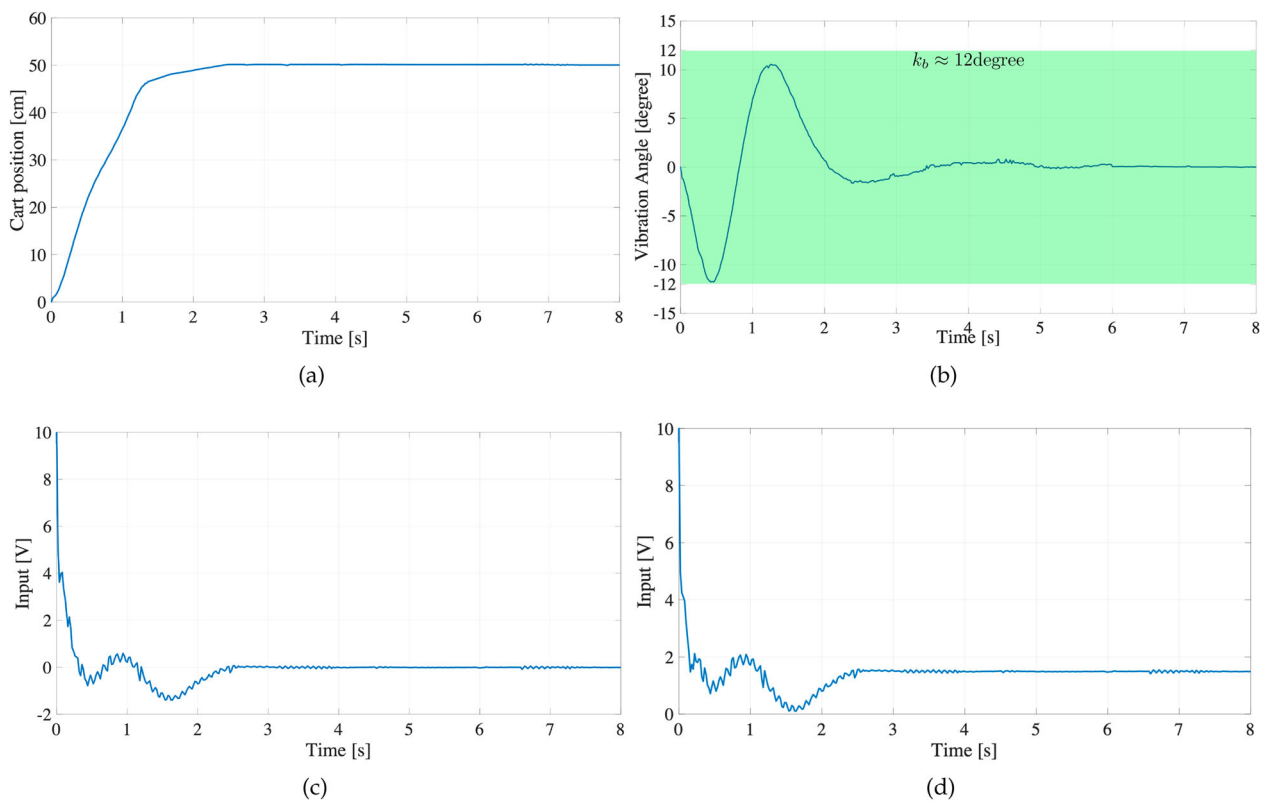 60
50
40
30
20
10
0
Cart position [cm]
0 1 2 3 4 5 6 7 8
Time [s]
(a)
15
12
10
5
0
-5
-10
-12
-15
Vibration Angle [degree]
k_b ≈ 12degree
0 1 2 3 4 5 6 7 8
Time [s]
(b)
10
8
6
4
2
0
-2
Input [V]
0 1 2 3 4 5 6 7 8
Time [s]
(c)
10
8
6
4
2
0
Input [V]
0 1 2 3 4 5 6 7 8
Time [s]
(d)